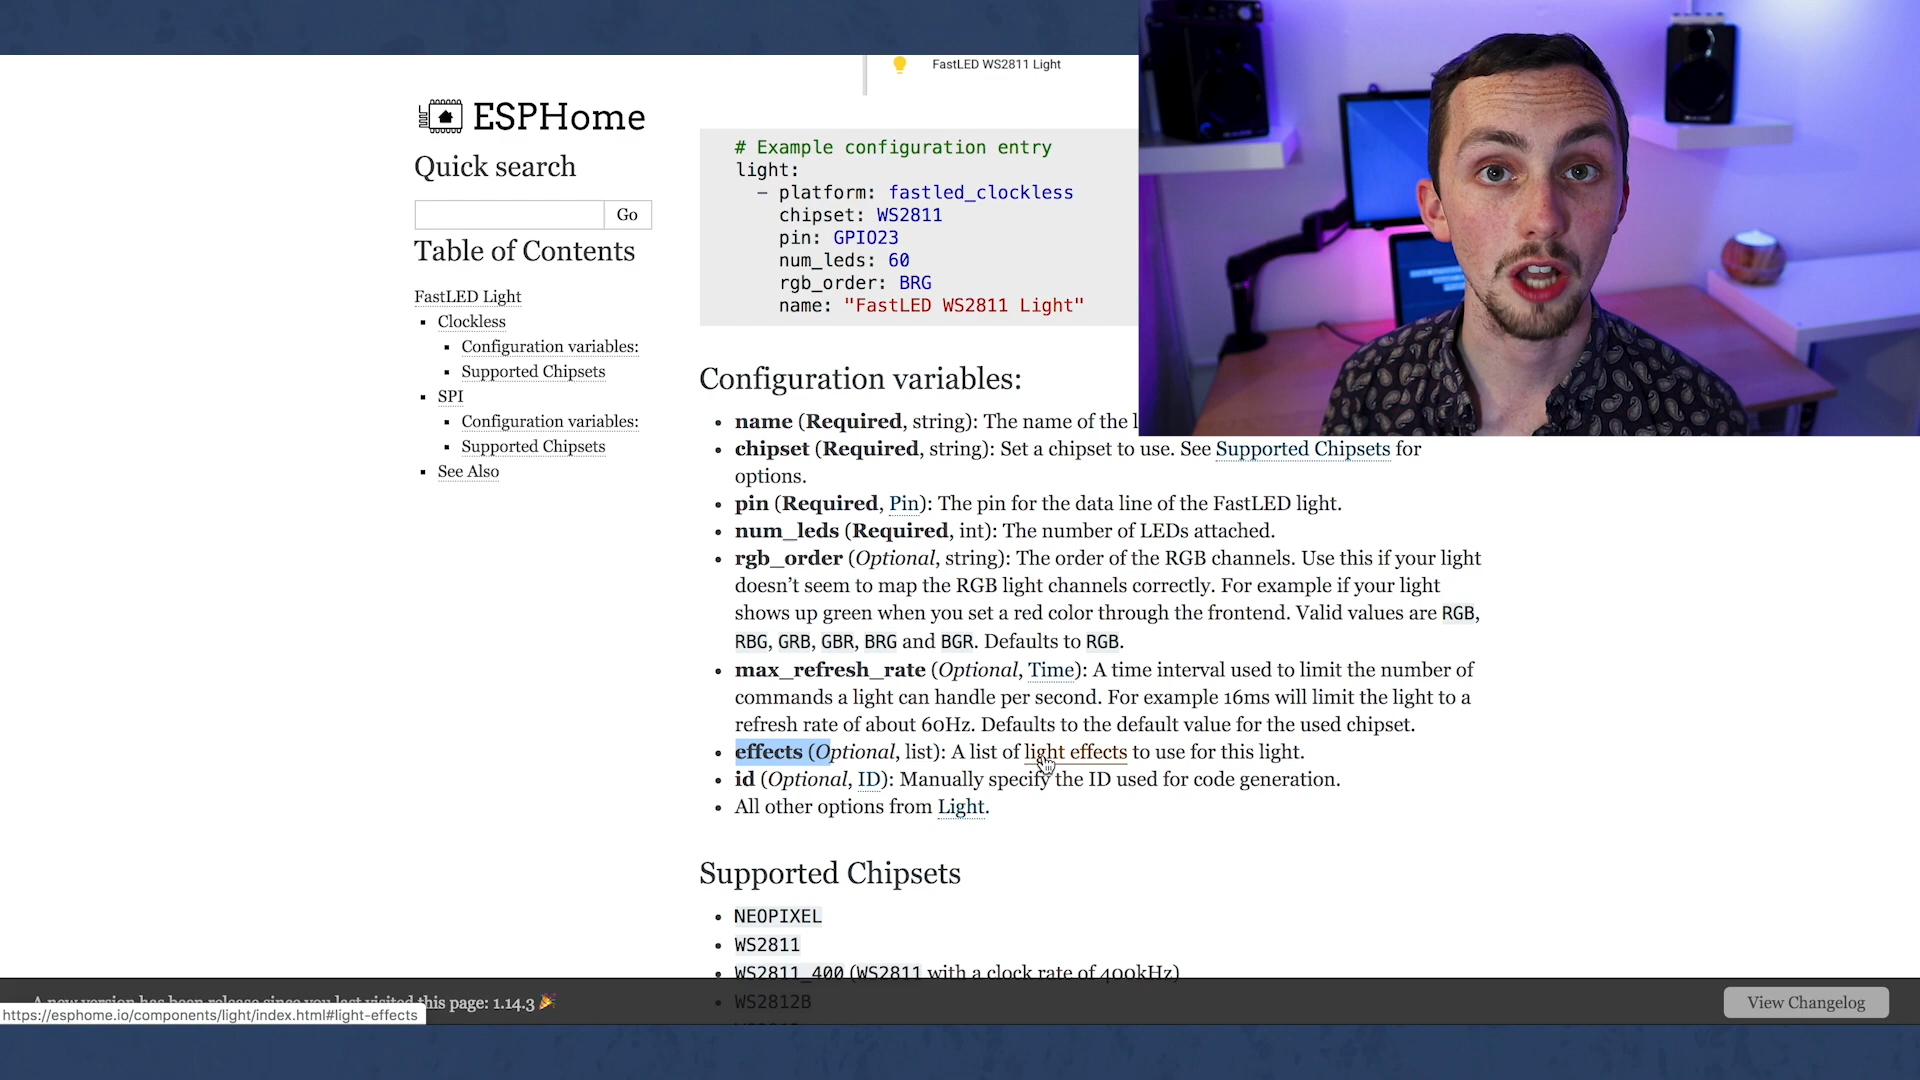 FastLED WS2811 Light
ESPHome
Quick search
Go
Table of Contents
FastLED Light
Clockless
Configuration variables:
Supported Chipsets
SPI
Configuration variables:
Supported Chipsets
See Also
# Example configuration entry
light:
– platform: fastled_clockless
chipset: WS2811
pin: GPIO23
num_leds: 60
rgb_order: BRG
name: "FastLED WS2811 Light"
Configuration variables:
name (Required, string): The name of the l
chipset (Required, string): Set a chipset to use. See Supported Chipsets for
options.
pin (Required, Pin): The pin for the data line of the FastLED light.
num_leds (Required, int): The number of LEDs attached.
rgb_order (Optional, string): The order of the RGB channels. Use this if your light
doesn’t seem to map the RGB light channels correctly. For example if your light
shows up green when you set a red color through the frontend. Valid values are RGB,
RBG, GRB, GBR, BRG and BGR. Defaults to RGB.
max_refresh_rate (Optional, Time): A time interval used to limit the number of
commands a light can handle per second. For example 16ms will limit the light to a
refresh rate of about 60Hz. Defaults to the default value for the used chipset.
effects (Optional, list): A list of light effects to use for this light.
id (Optional, ID): Manually specify the ID used for code generation.
All other options from Light.
Supported Chipsets
NEOPIXEL
WS2811
WS2811_400 (WS2811 with a clock rate of 400kHz)
WS2812B
A new version has been release since you last visited this page: 1.14.3 🎉
View Changelog
https://esphome.io/components/light/index.html#light-effects